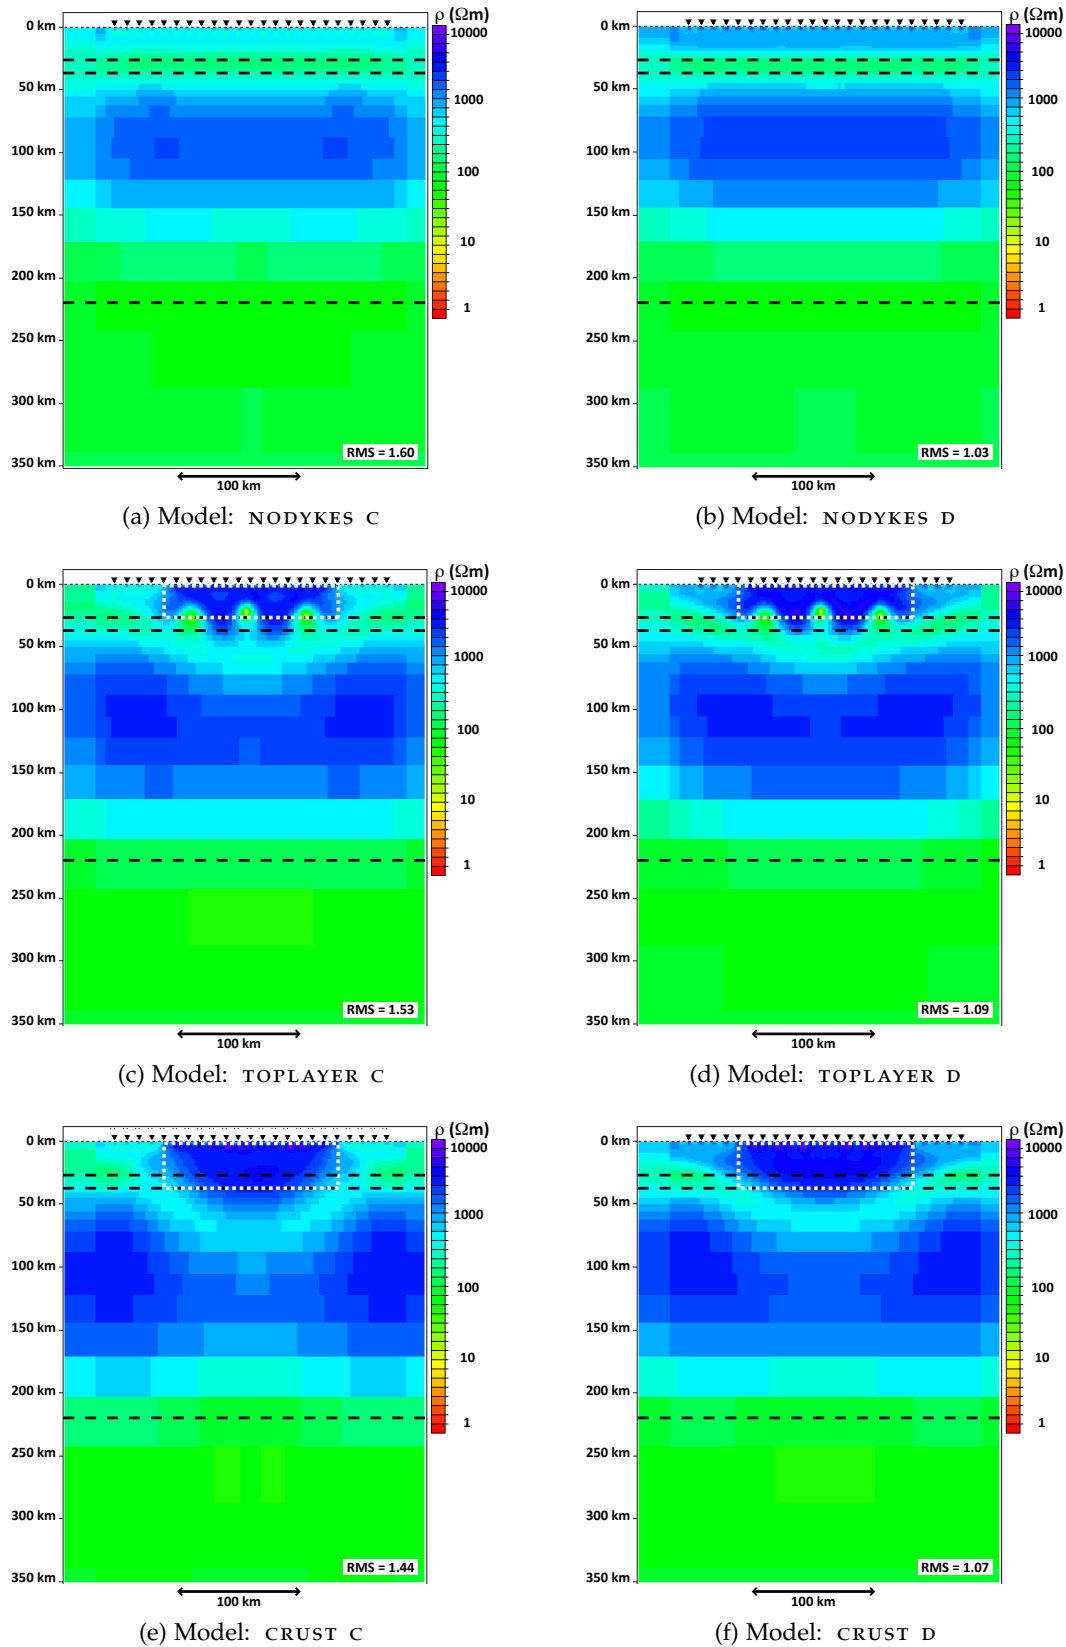 ρ (Ωm) ρ (Ωm)
0 km 10000 0 km 10000
50 km 1000 50 km 1000
100 km 100 km
100 100
150 km 150 km
10 10
200 km 200 km
1 1
250 km 250 km
300 km 300 km
RMS = 1.60 RMS = 1.03
350 km 350 km
100 km 100 km
(a) Model: NODYKES C (b) Model: NODYKES D
ρ (Ωm) ρ (Ωm)
0 km 10000 0 km 10000
50 km 1000 50 km 1000
100 km 100 km
100 100
150 km 150 km
10 10
200 km 200 km
1 1
250 km 250 km
300 km 300 km
RMS = 1.53 RMS = 1.09
350 km 350 km
100 km 100 km
(c) Model: TOPLAYER C (d) Model: TOPLAYER D
ρ (Ωm) ρ (Ωm)
0 km 10000 0 km 10000
50 km 1000 50 km 1000
100 km 100 km
100 100
150 km 150 km
10 10
200 km 200 km
1 1
250 km 250 km
300 km 300 km
RMS = 1.44 RMS = 1.07
350 km 350 km
100 km 100 km
(e) Model: CRUST C (f) Model: CRUST D